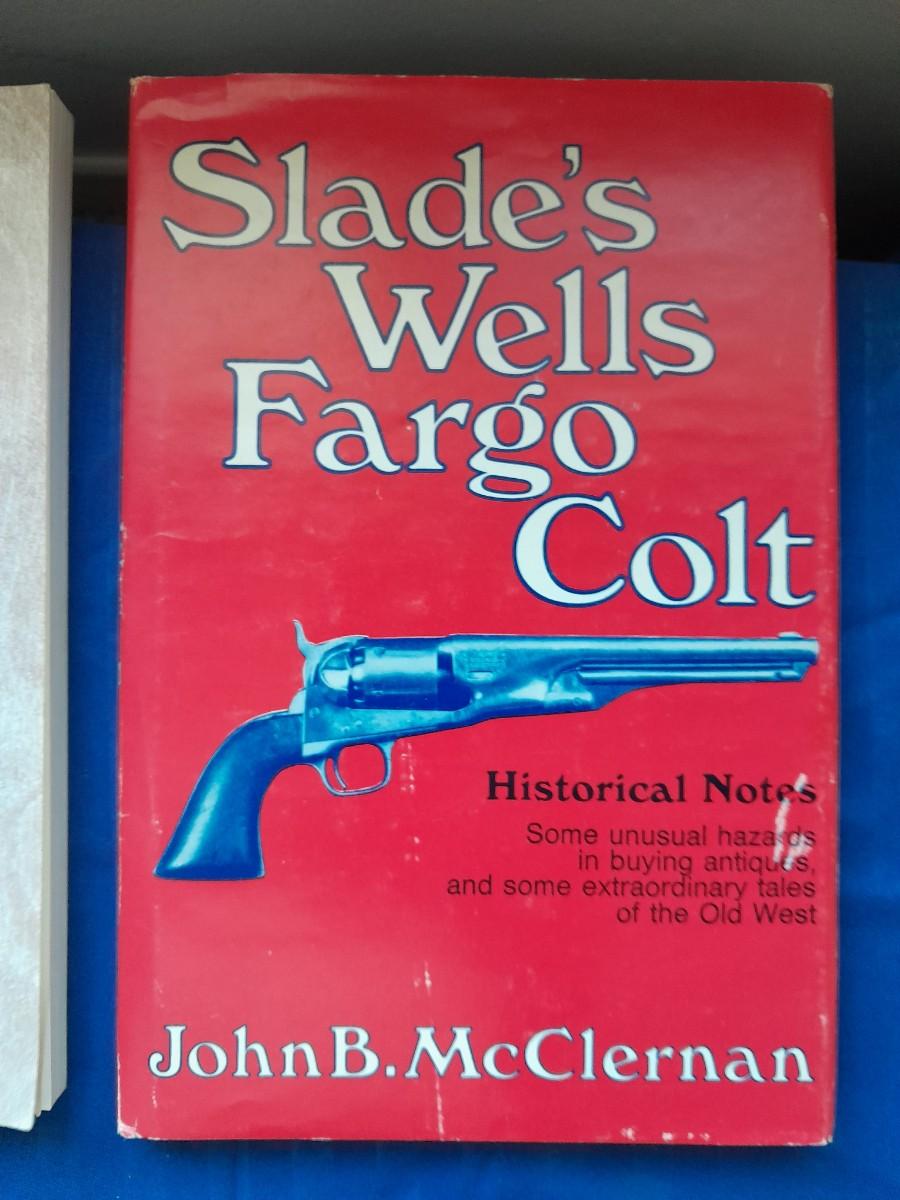 Slade's
Wells
Fargo
Colt
Historical Notes
Some unusual hazards
in buying antiques,
and some extraordinary tales
of the Old West
John B. McClernan